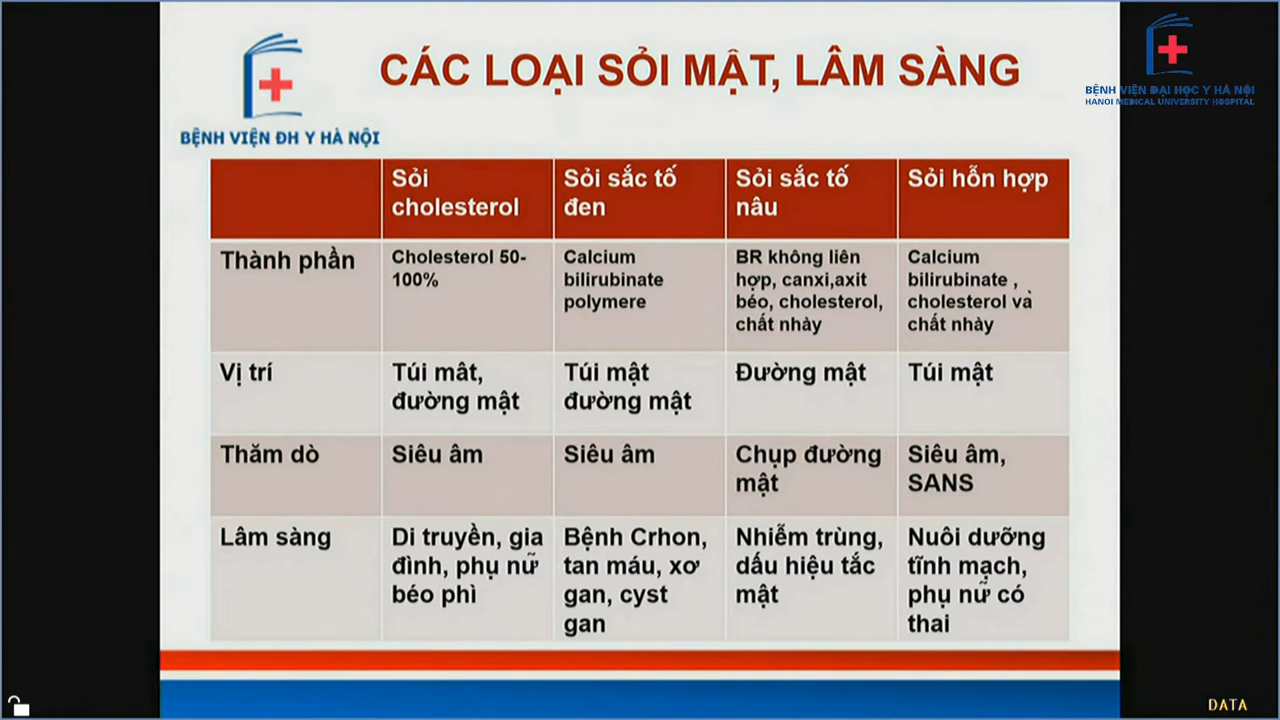 CÁC LOẠI SỎI MẬT, LÂM SÀNG
BỆNH VIỆN ĐH Y HÀ NỘI
BỆNH VIỆN ĐẠI HỌC Y HÀ NỘI
HANOI MEDICAL UNIVERSITY HOSPITAL
Sỏi
cholesterol
Sỏi sắc tố
đen
Sỏi sắc tố
nâu
Sỏi hỗn hợp
Thành phần
Cholesterol 50-
100%
Calcium
bilirubinate
polymere
BR không liên
hợp, canxi,axit
béo, cholesterol,
chất nhày
Calcium
bilirubinate ,
cholesterol và
chất nhày
Vị trí
Túi mât,
đường mật
Túi mật
đường mật
Đường mật
Túi mật
Thăm dò
Siêu âm
Siêu âm
Chụp đường
mật
Siêu âm,
SANS
Lâm sàng
Di truyền, gia
đình, phụ nữ
béo phì
Bệnh Crhon,
tan máu, xơ
gan, cyst
gan
Nhiễm trùng,
dấu hiệu tắc
mật
Nuôi dưỡng
tĩnh mạch,
phụ nữ có
thai
DATA